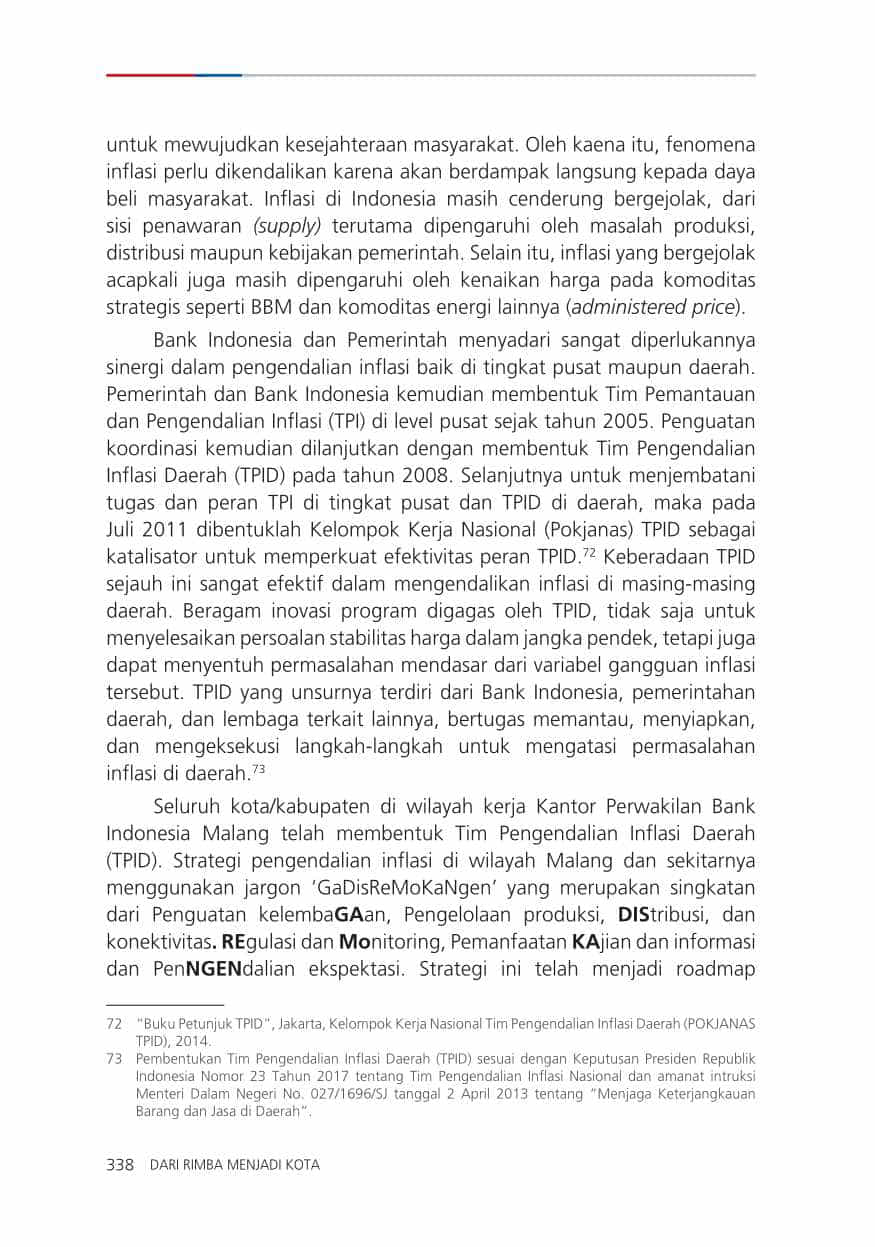 untuk mewujudkan kesejahteraan masyarakat. Oleh kaena itu, fenomena
inflasi perlu dikendalikan karena akan berdampak langsung kepada daya
beli masyarakat. Inflasi di Indonesia masih cenderung bergejolak, dari
sisi penawaran (supply) terutama dipengaruhi oleh masalah produksi,
distribusi maupun kebijakan pemerintah. Selain itu, inflasi yang bergejolak
acapkali juga masih dipengaruhi oleh kenaikan harga pada komoditas
strategis seperti BBM dan komoditas energi lainnya (administered price).
Bank Indonesia dan Pemerintah menyadari sangat diperlukannya
sinergi dalam pengendalian inflasi baik di tingkat pusat maupun daerah.
Pemerintah dan Bank Indonesia kemudian membentuk Tim Pemantauan
dan Pengendalian Inflasi (TPI) di level pusat sejak tahun 2005. Penguatan
koordinasi kemudian dilanjutkan dengan membentuk Tim Pengendalian
Inflasi Daerah (TPID) pada tahun 2008. Selanjutnya untuk menjembatani
tugas dan peran TPI di tingkat pusat dan TPID di daerah, maka pada
Juli 2011 dibentuklah Kelompok Kerja Nasional (Pokjanas) TPID sebagai
katalisator untuk memperkuat efektivitas peran TPID.72 Keberadaan TPID
sejauh ini sangat efektif dalam mengendalikan inflasi di masing-masing
daerah. Beragam inovasi program digagas oleh TPID, tidak saja untuk
menyelesaikan persoalan stabilitas harga dalam jangka pendek, tetapi juga
dapat menyentuh permasalahan mendasar dari variabel gangguan inflasi
tersebut. TPID yang unsurnya terdiri dari Bank Indonesia, pemerintahan
daerah, dan lembaga terkait lainnya, bertugas memantau, menyiapkan,
dan mengeksekusi langkah-langkah untuk mengatasi permasalahan
inflasi di daerah.73
Seluruh kota/kabupaten di wilayah kerja Kantor Perwakilan Bank
Indonesia Malang telah membentuk Tim Pengendalian Inflasi Daerah
(TPID). Strategi pengendalian inflasi di wilayah Malang dan sekitarnya
menggunakan jargon ’GaDisReMoKaNgen’ yang merupakan singkatan
dari Penguatan kelembaGAan, Pengelolaan produksi, DIStribusi, dan
konektivitas. REgulasi dan Monitoring, Pemanfaatan KAjian dan informasi
dan PenNGENdalian ekspektasi. Strategi ini telah menjadi roadmap
72 “Buku Petunjuk TPID”, Jakarta, Kelompok Kerja Nasional Tim Pengendalian Inflasi Daerah (POKJANAS
TPID), 2014.
73 Pembentukan Tim Pengendalian Inflasi Daerah (TPID) sesuai dengan Keputusan Presiden Republik
Indonesia Nomor 23 Tahun 2017 tentang Tim Pengendalian Inflasi Nasional dan amanat intruksi
Menteri Dalam Negeri No. 027/1696/SJ tanggal 2 April 2013 tentang “Menjaga Keterjangkauan
Barang dan Jasa di Daerah”.
338 DARI RIMBA MENJADI KOTA